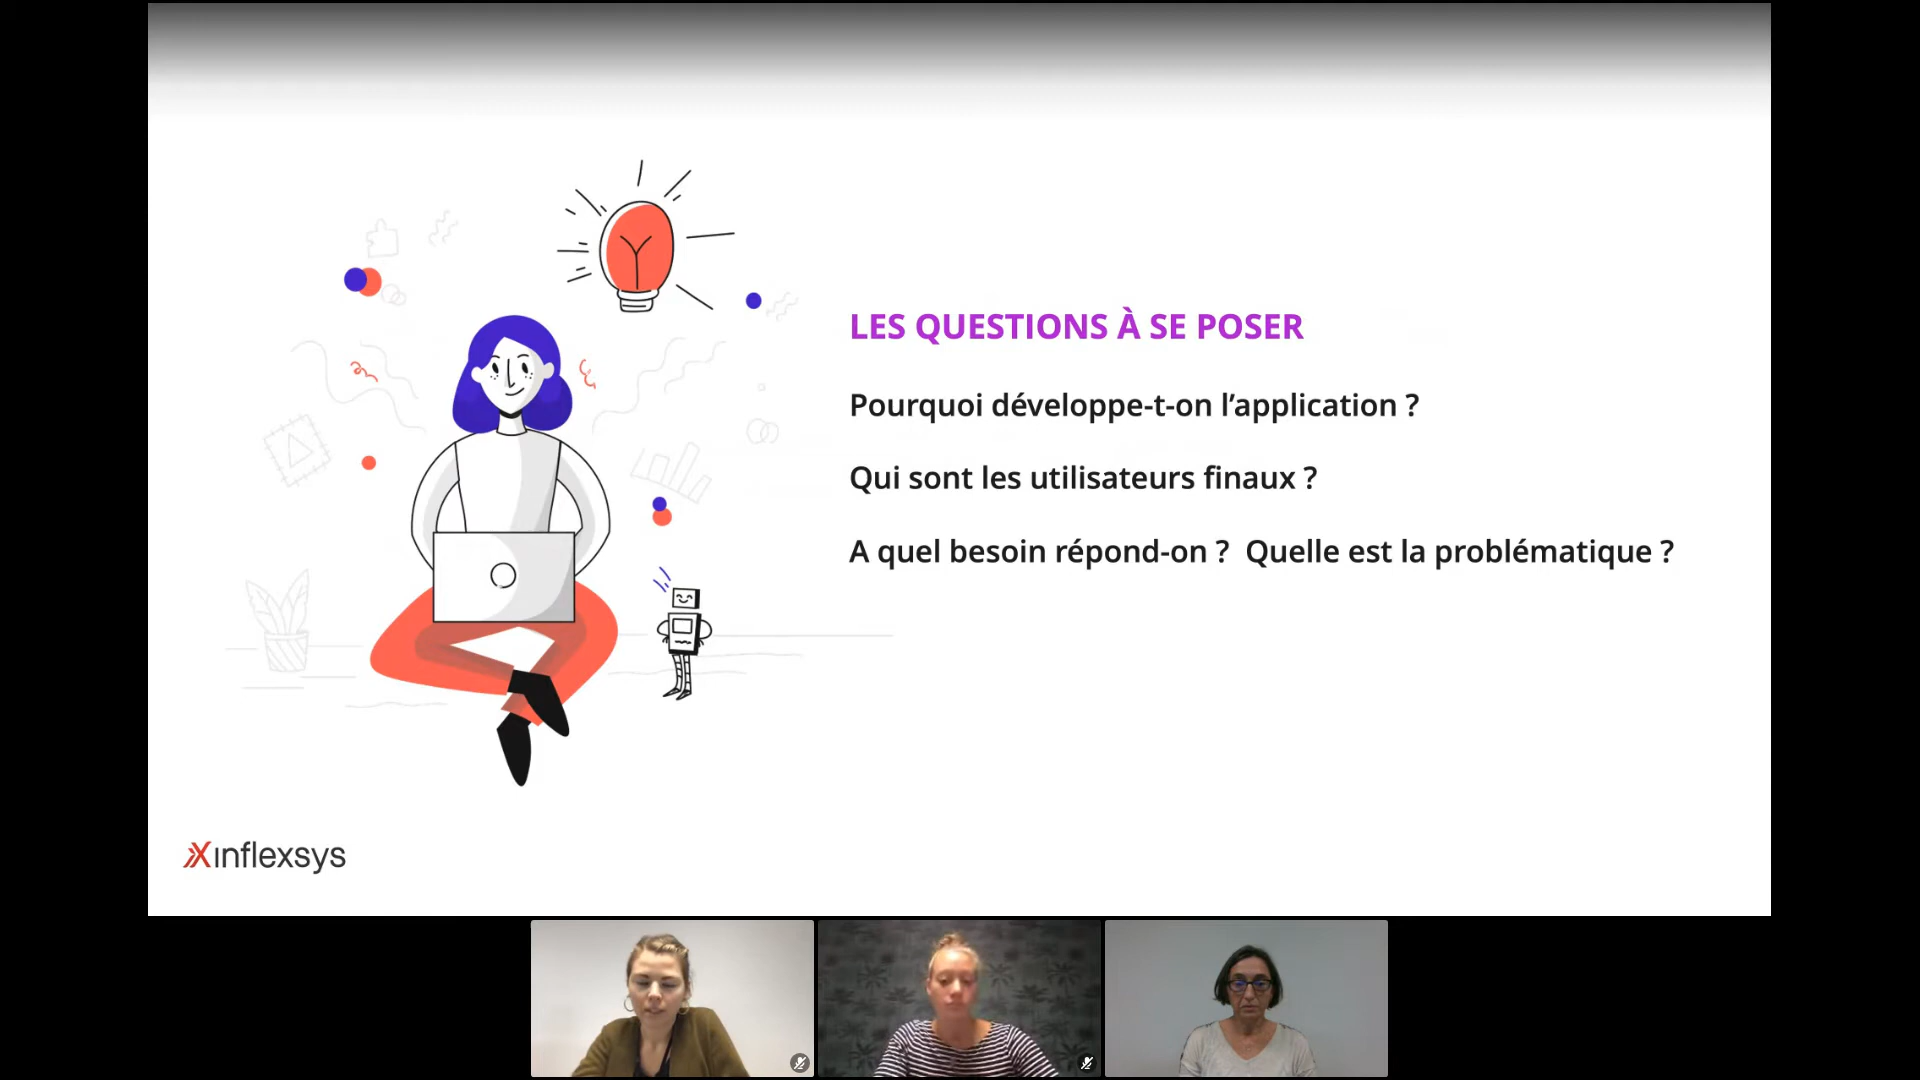 LES QUESTIONS À SE POSER
Pourquoi développe-t-on l’application ?
Qui sont les utilisateurs finaux ?
A quel besoin répond-on ?  Quelle est la problématique ?
inflexsys